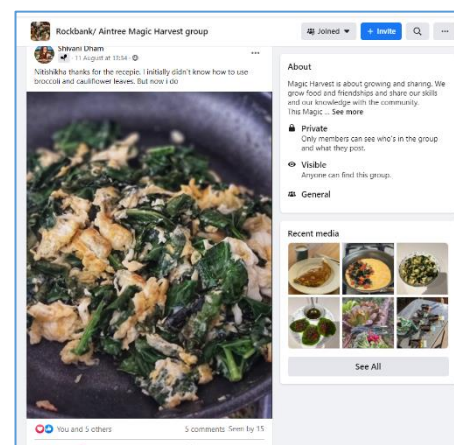 Rockbank/ Aintree Magic Harvest group
Joined
+ Invite
Shivani Dham
11 August at 11:34
Nitishikha thanks for the recepie. I initially didn't know how to use
broccoli and cauliflower leaves. But now i do
About
Magic Harvest is about growing and sharing. We
grow food and friendships and share our skills
and our knowledge with the community.
This Magic ... See more
Private
Only members can see who's in the group
and what they post.
Visible
Anyone can find this group.
General
Recent media
See All
You and 5 others
5 comments Seen by 15